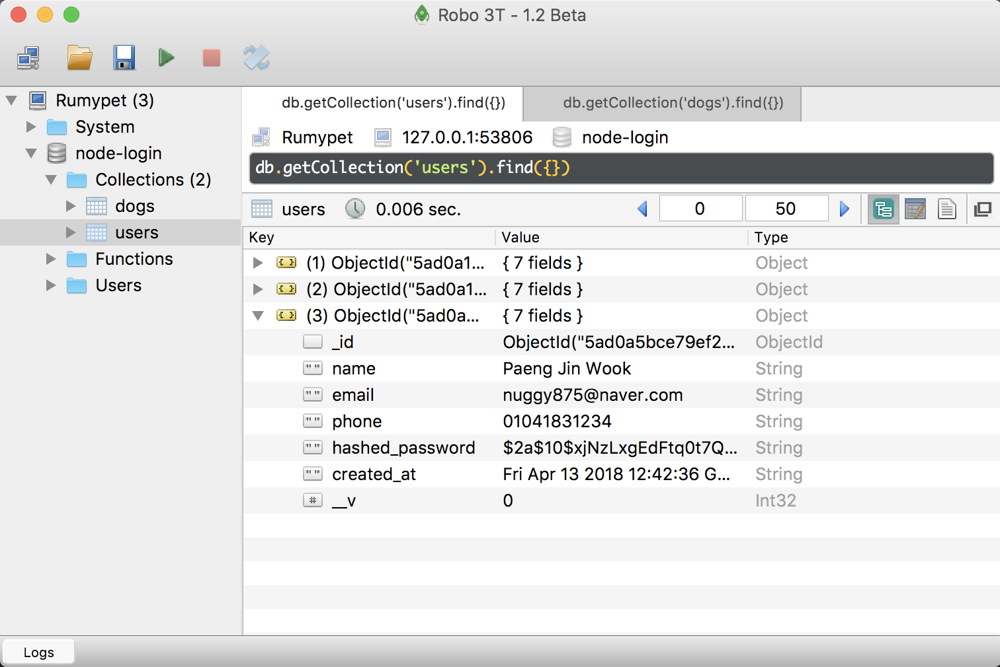 Robo 3T - 1.2 Beta
Rumypet (3)
System
node-login
Collections (2)
dogs
users
Functions
Users
db.getCollection('users').find({})
db.getCollection('dogs').find({})
Rumypet 127.0.0.1:53806 node-login
db.getCollection('users').find({})
users 0.006 sec. 0 50
Key Value Type
(1) ObjectId("5ad0a1... { 7 fields } Object
(2) ObjectId("5ad0a1... { 7 fields } Object
(3) ObjectId("5ad0a... { 7 fields } Object
_id ObjectId("5ad0a5bce79ef2... ObjectId
name Paeng Jin Wook String
email nuggy875@naver.com String
phone 01041831234 String
hashed_password $2a$10$xjNzLxgEdFtq0t7Q... String
created_at Fri Apr 13 2018 12:42:36 G... String
__v 0 Int32
Logs